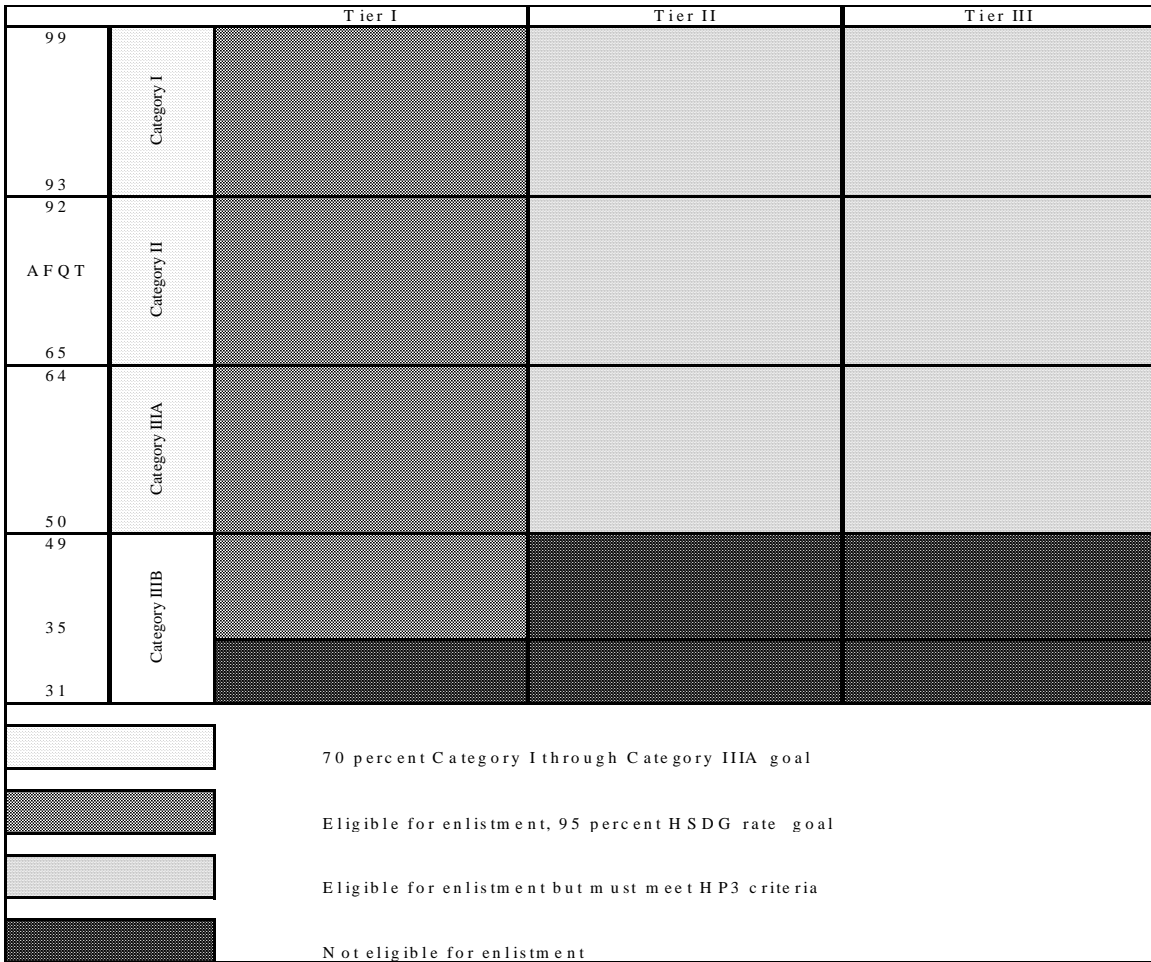 Tier I Tier II Tier III
99
Category I
93
92
AFQT
Category II
65
64
Category IIIA
50
49
Category IIIB
35
31
70 percent Category I through Category IIIA goal
Eligible for enlistment, 95 percent HSDG rate goal
Eligible for enlistment but must meet HP3 criteria
Not eligible for enlistment